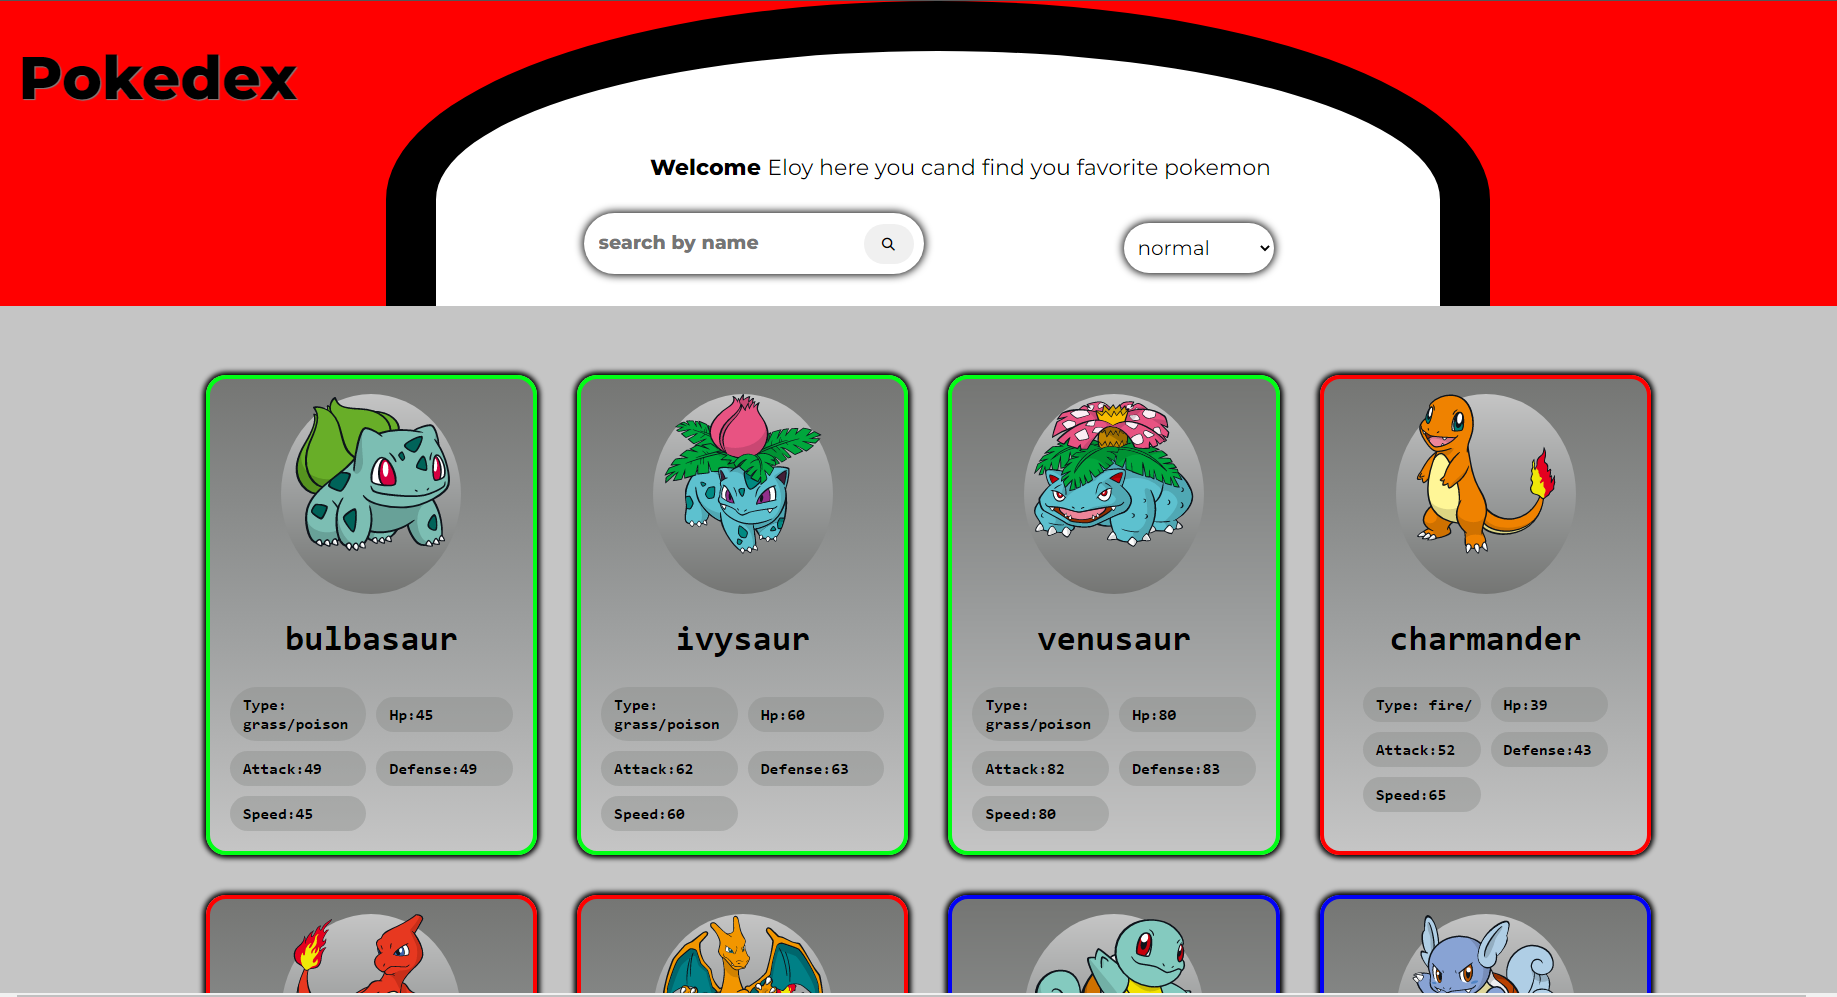 Pokedex
Welcome Eloy here you cand find you favorite pokemon
search by name
normal
bulbasaur
Type:
grass/poison
Hp:45
Attack:49
Defense:49
Speed:45
ivysaur
Type:
grass/poison
Hp:60
Attack:62
Defense:63
Speed:60
venusaur
Type:
grass/poison
Hp:80
Attack:82
Defense:83
Speed:80
charmander
Type: fire/
Hp:39
Attack:52
Defense:43
Speed:65